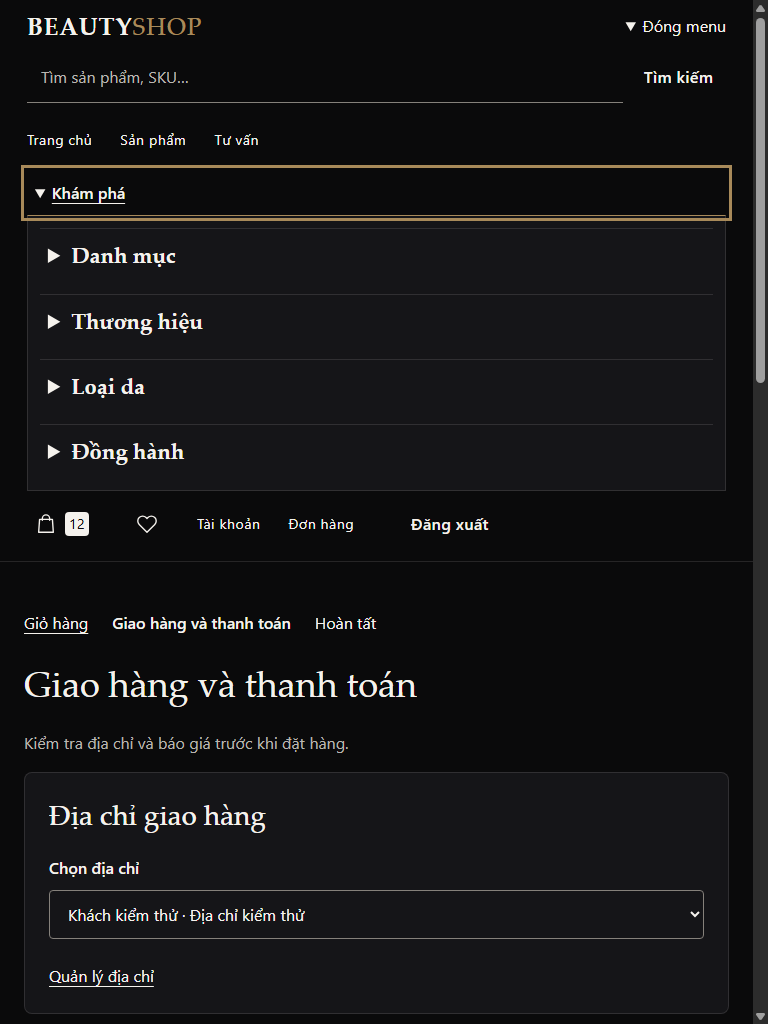 BEAUTYSHOP
▼ Đóng menu
Tìm sản phẩm, SKU...
Tìm kiếm
Trang chủ Sản phẩm Tư vấn
▼ Khám phá
▶ Danh mục
▶ Thương hiệu
▶ Loại da
▶ Đồng hành
12 Tài khoản Đơn hàng Đăng xuất
Giỏ hàng Giao hàng và thanh toán Hoàn tất
Giao hàng và thanh toán
Kiểm tra địa chỉ và báo giá trước khi đặt hàng.
Địa chỉ giao hàng
Chọn địa chỉ
Khách kiểm thử · Địa chỉ kiểm thử
Quản lý địa chỉ